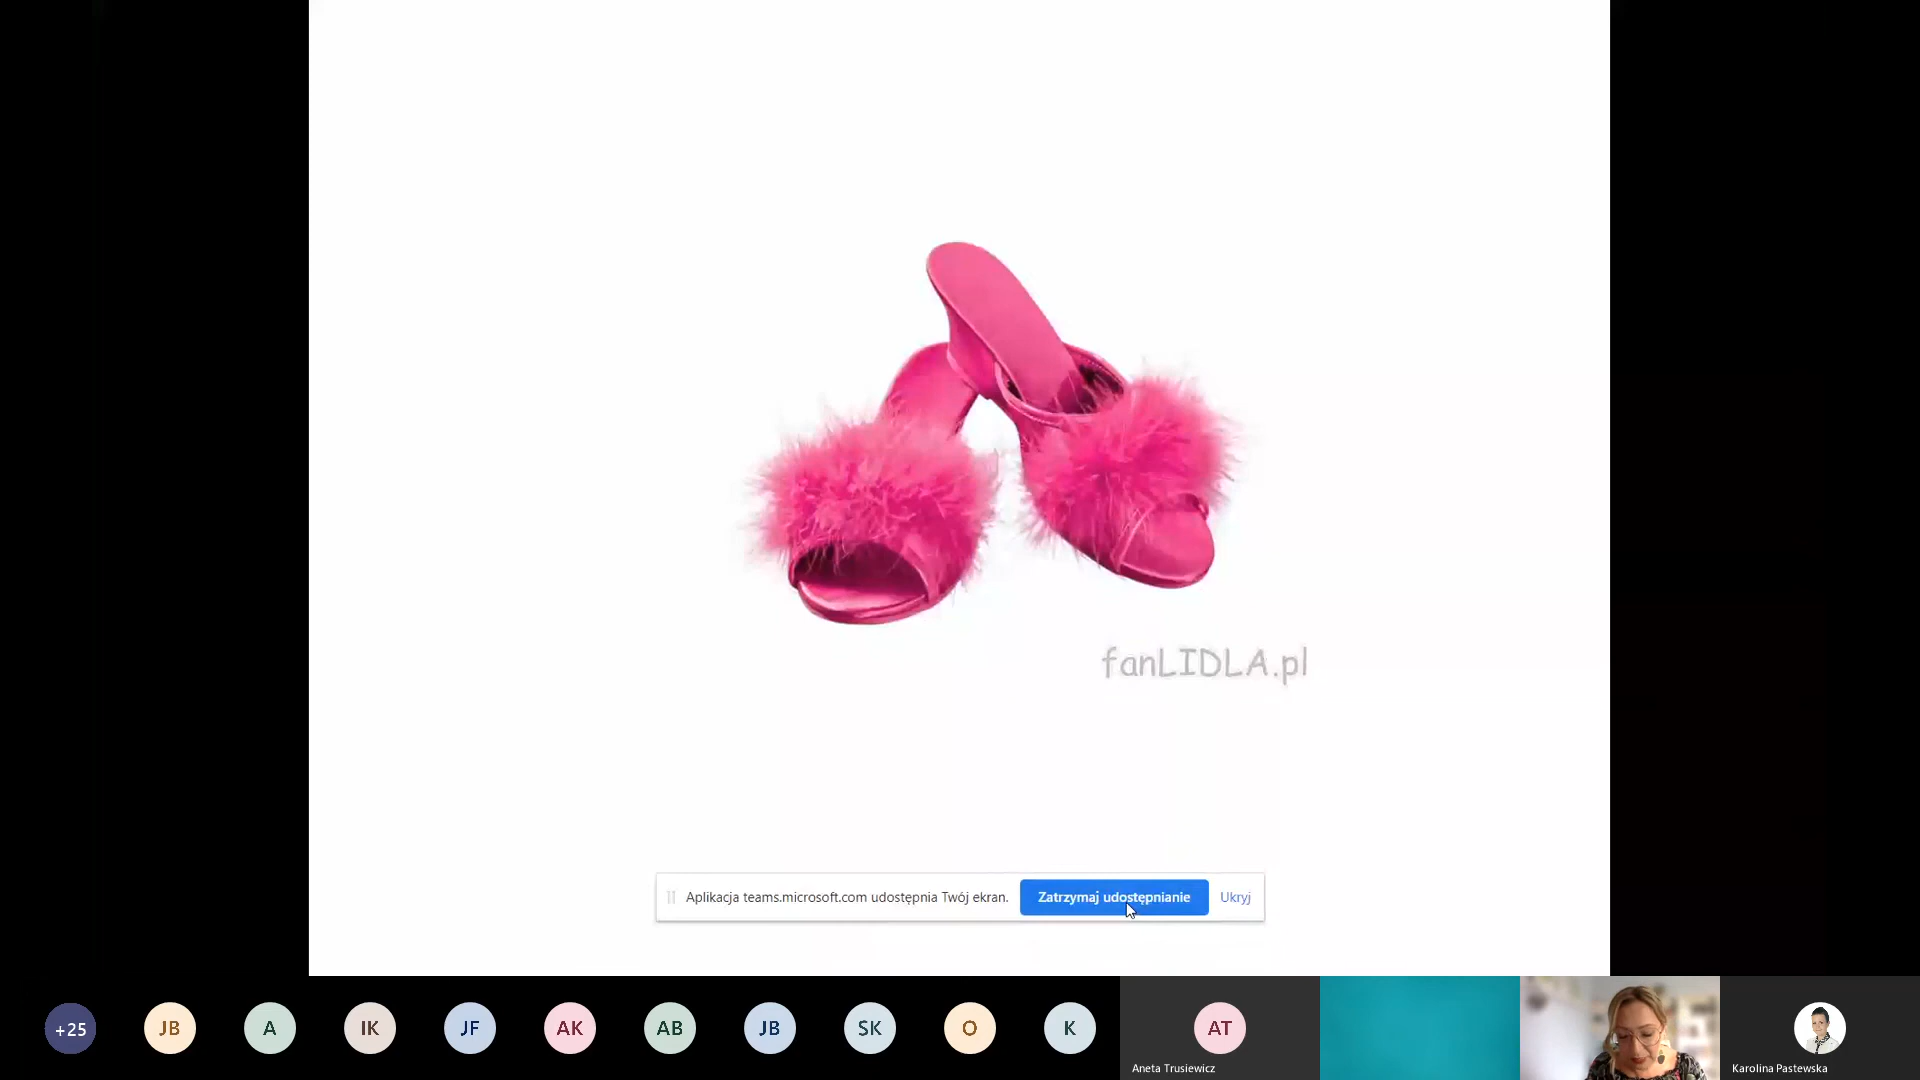 fanLIDLA.pl
Aplikacja teams.microsoft.com udostępnia Twój ekran.
Zatrzymaj udostępnianie
Ukryj
+25
JB
A
IK
JF
AK
AB
JB
SK
O
K
AT
Aneta Trusiewicz
Karolina Pastewska